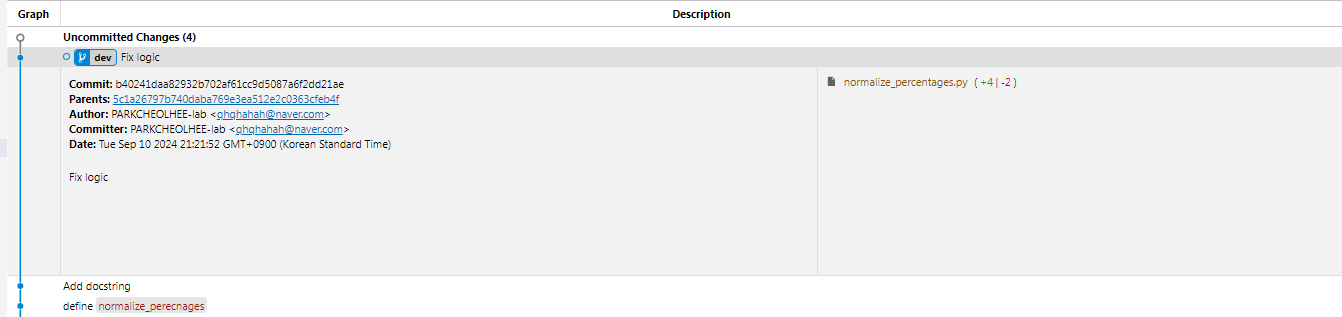 Graph Description
Uncommitted Changes (4)
dev Fix logic
Commit: b40241daa82932b702af61cc9d5087a6f2dd21ae
Parents: 5c1a26797b740daba769e3ea512e2c0363cfeb4f
Author: PARKCHEOLHEE-lab <qhqhahah@naver.com>
Committer: PARKCHEOLHEE-lab <qhqhahah@naver.com>
Date: Tue Sep 10 2024 21:21:52 GMT+0900 (Korean Standard Time)
Fix logic
normalize_percentages.py ( +4 | -2 )
Add docstring
define normalize_perecnages